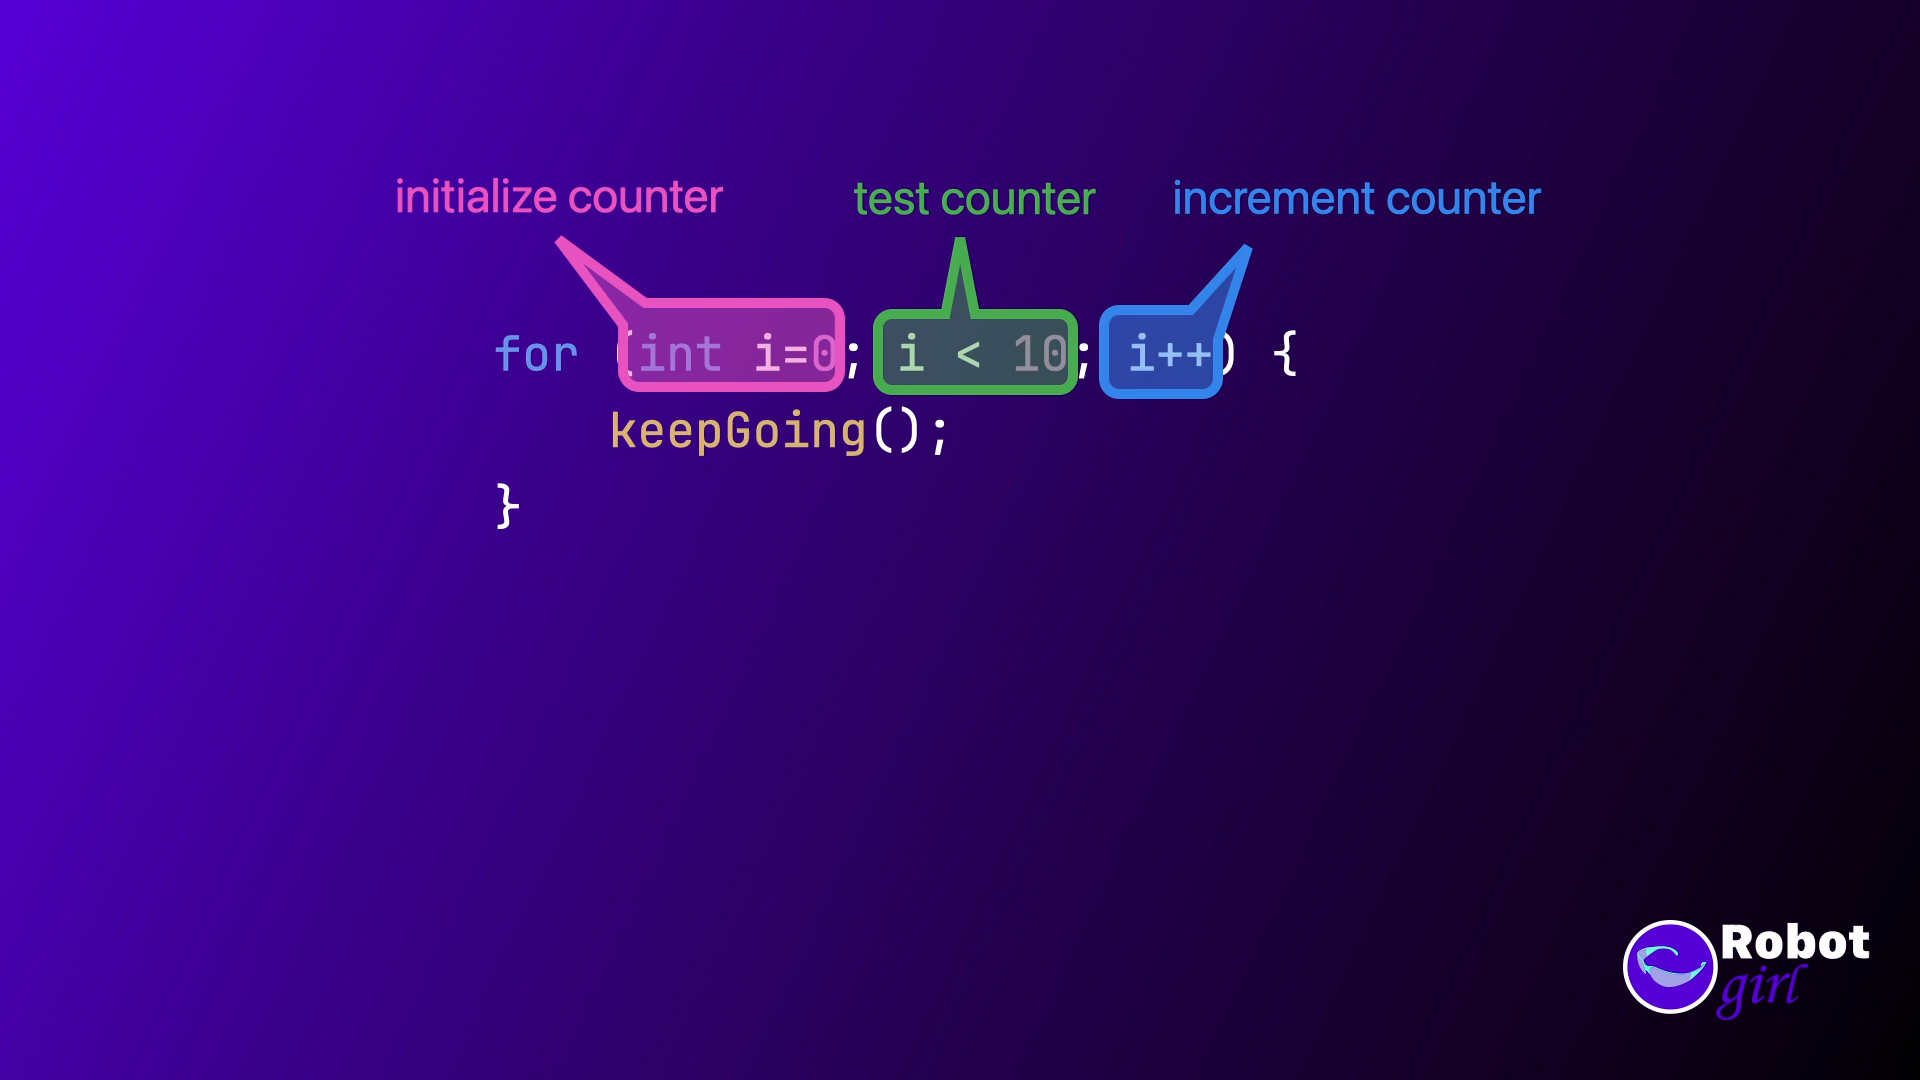 initialize counter test counter increment counter
for (int i=0; i < 10; i++) {
keepGoing();
}
Robot
girl